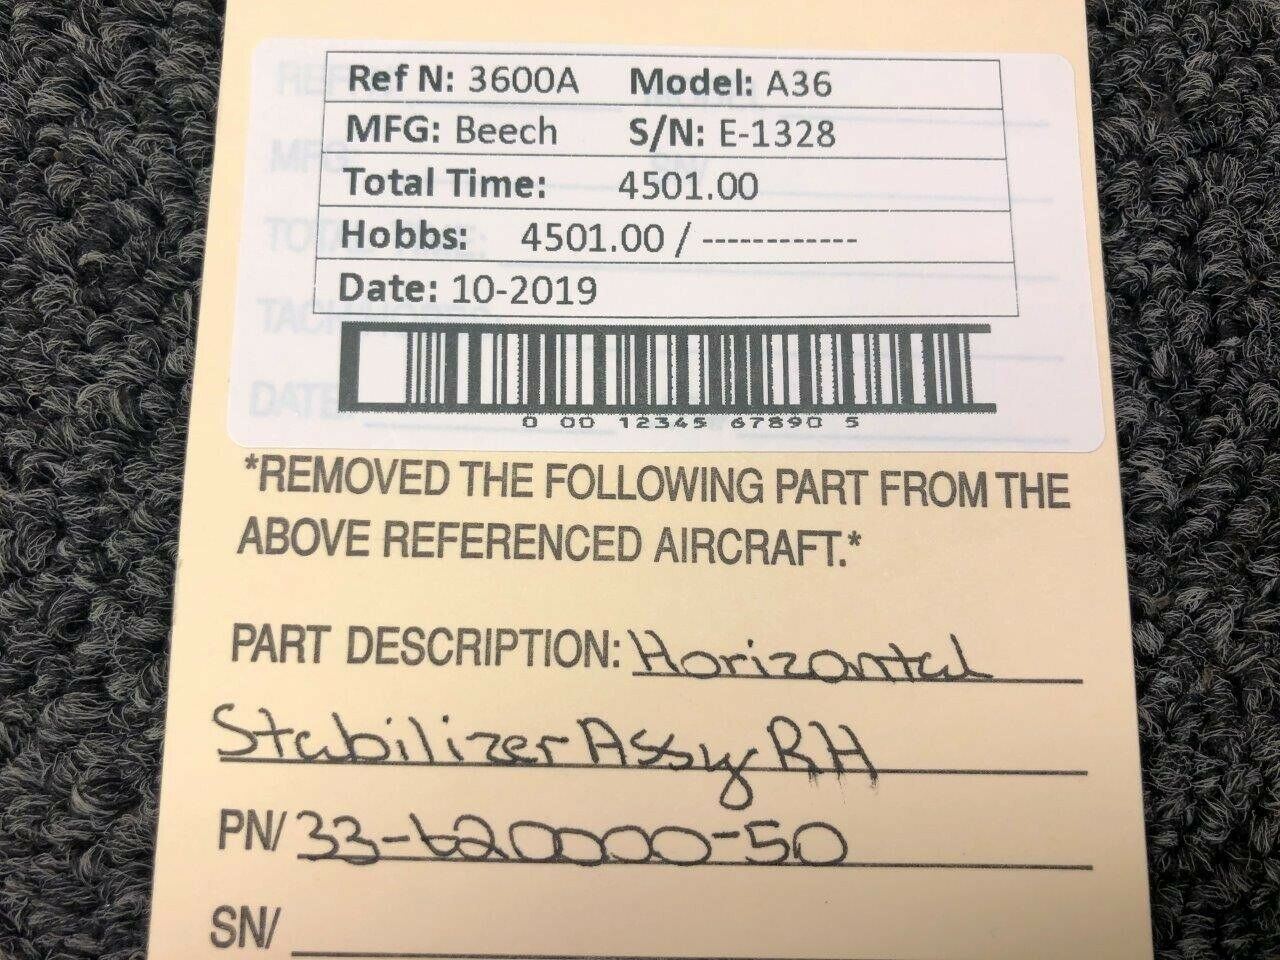 Ref N: 3600A Model: A36
MFG: Beech S/N: E-1328
Total Time: 4501.00
Hobbs: 4501.00 / ------------
Date: 10-2019
0 00 12345 67890 5
*REMOVED THE FOLLOWING PART FROM THE
ABOVE REFERENCED AIRCRAFT.*
PART DESCRIPTION: Horizontal
Stabilizer Assy RH
PN/ 33-620000-50
SN/